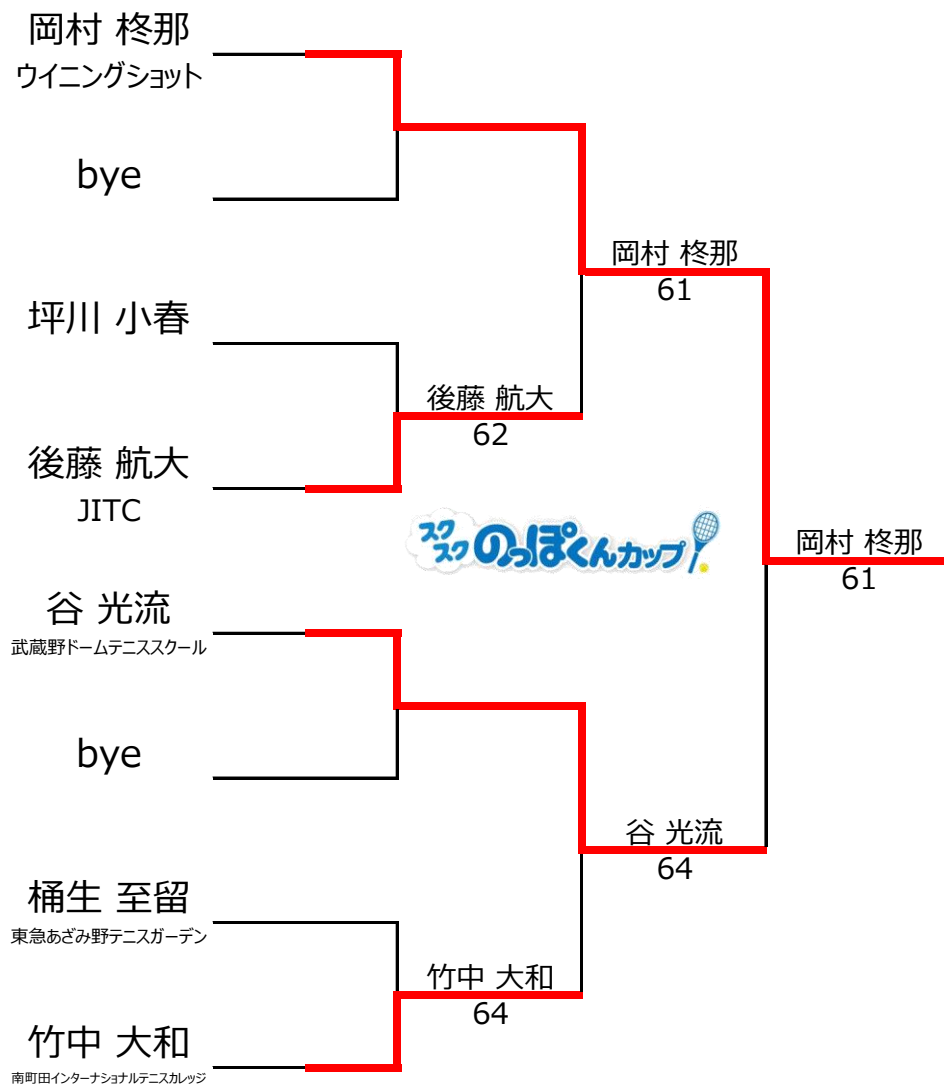 岡村 柊那
ウイニングショット
bye
岡村 柊那
61
坪川 小春
後藤 航大
62
後藤 航大
JITC
スク
スク のっぽくんカップ
岡村 柊那
61
谷 光流
武蔵野ドームテニススクール
bye
谷 光流
64
桶生 至留
東急あざみ野テニスガーデン
竹中 大和
64
竹中 大和
南町田インターナショナルテニスカレッジ